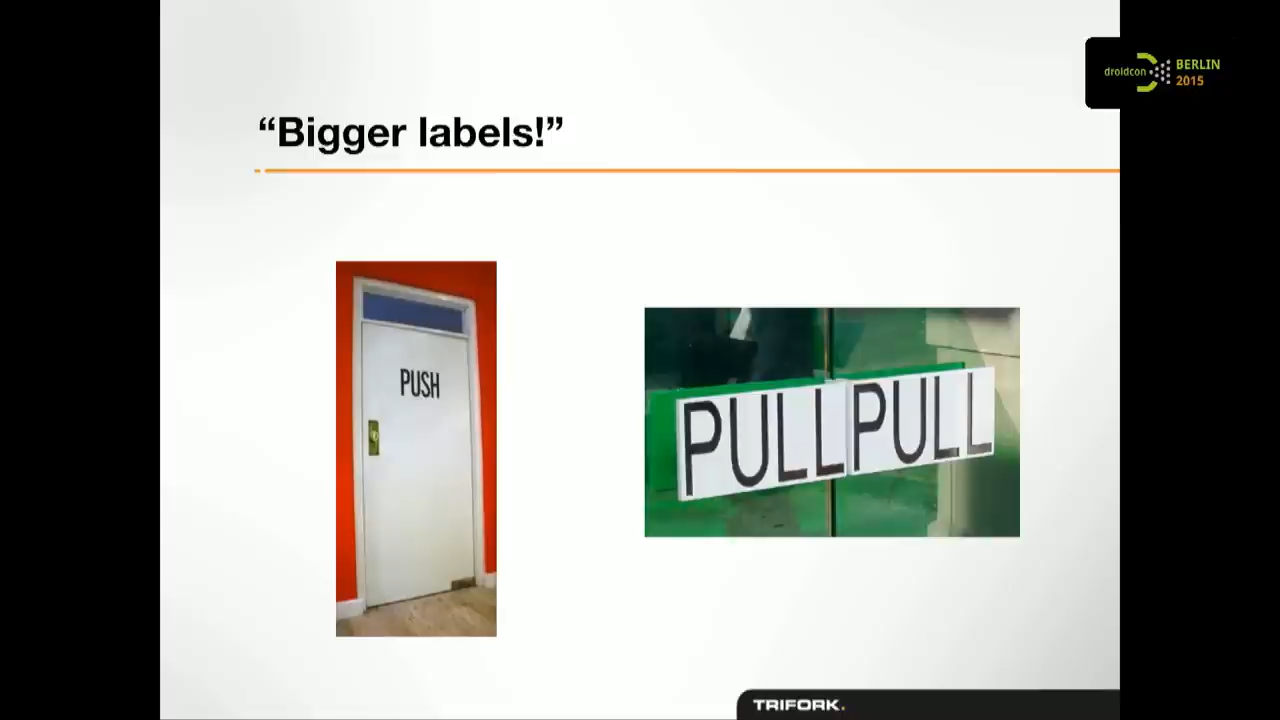 droidcon
BERLIN
2015
“Bigger labels!”
PUSH
PULL PULL
TRIFORK.